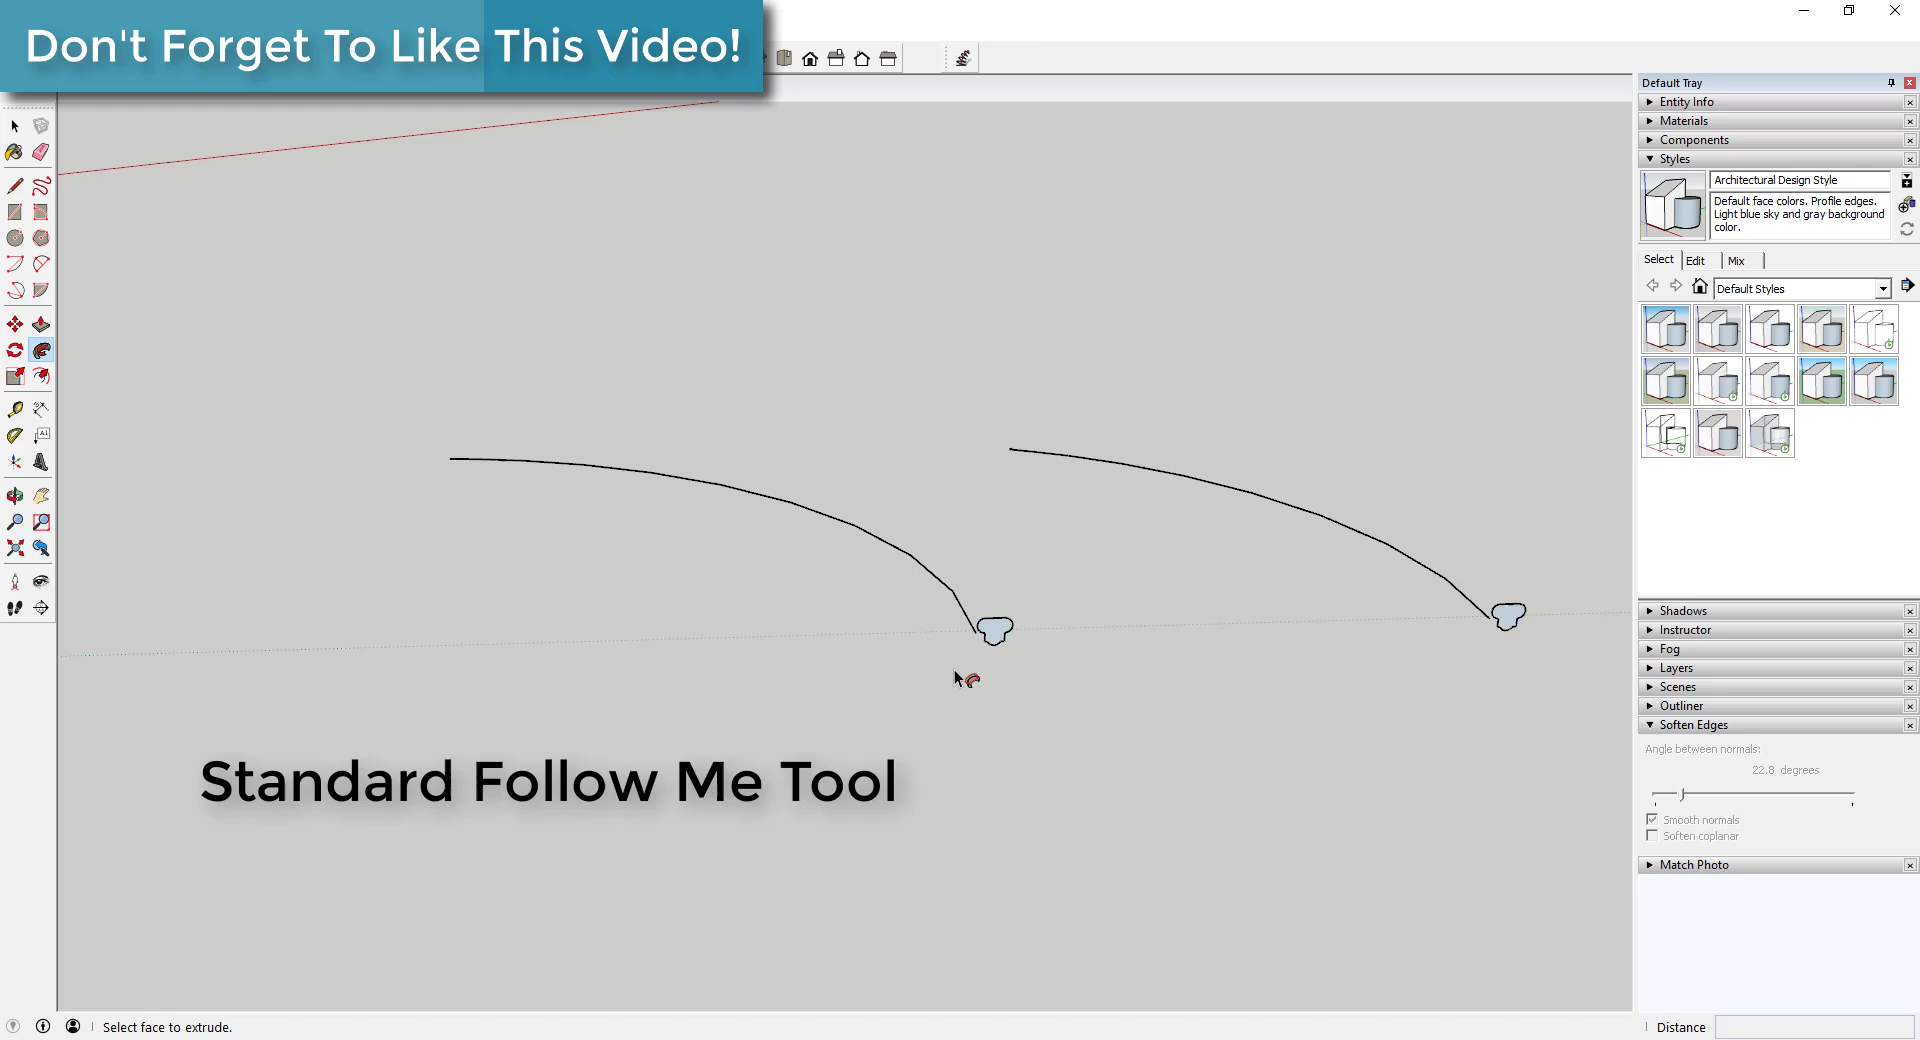 Don't Forget To Like This Video!
Default Tray
Entity Info
Materials
Components
Styles
Architectural Design Style
Default face colors. Profile edges.
Light blue sky and gray background
color.
Select Edit Mix
Default Styles
A1
Standard Follow Me Tool
Shadows
Instructor
Fog
Layers
Scenes
Outliner
Soften Edges
Angle between normals:
22.8 degrees
Smooth normals
Soften coplanar
Match Photo
Select face to extrude.
Distance